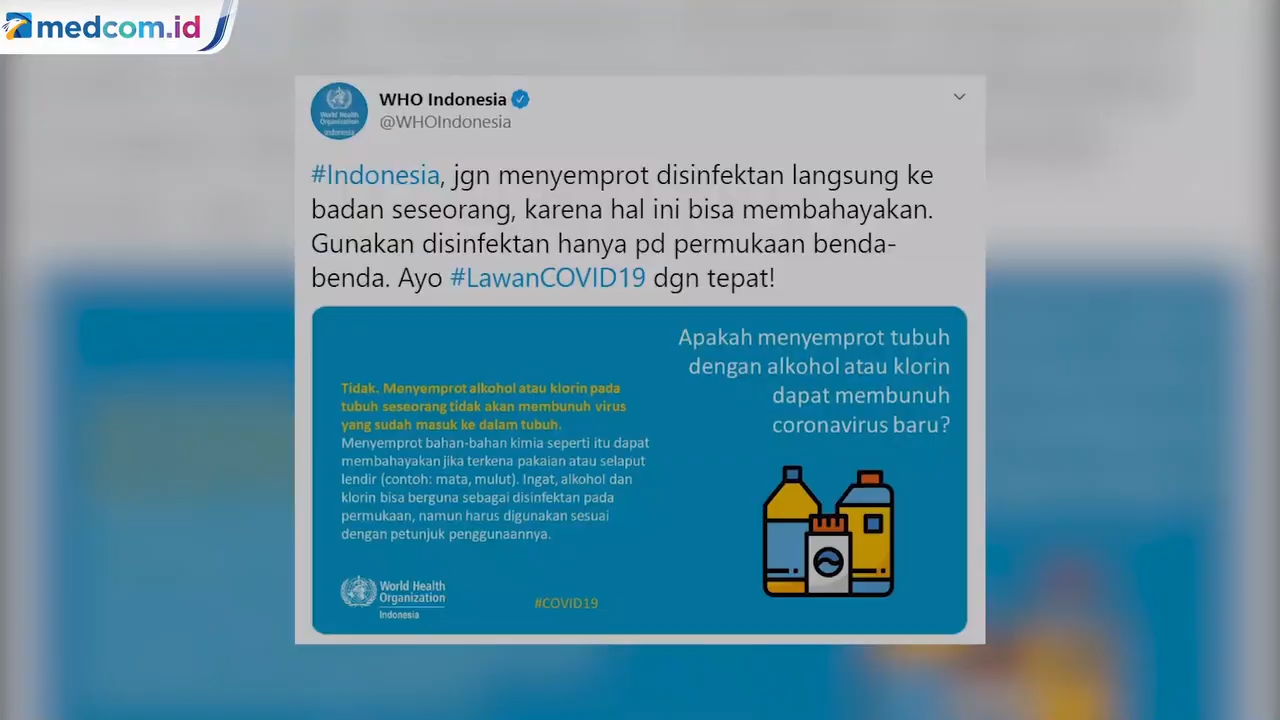 medcom.id
WHO Indonesia
@WHOIndonesia
#Indonesia, jgn menyemprot disinfektan langsung ke
badan seseorang, karena hal ini bisa membahayakan.
Gunakan disinfektan hanya pd permukaan benda-
benda. Ayo #LawanCOVID19 dgn tepat!
Apakah menyemprot tubuh
dengan alkohol atau klorin
dapat membunuh
coronavirus baru?
Tidak. Menyemprot alkohol atau klorin pada
tubuh seseorang tidak akan membunuh virus
yang sudah masuk ke dalam tubuh.
Menyemprot bahan-bahan kimia seperti itu dapat
membahayakan jika terkena pakaian atau selaput
lendir (contoh: mata, mulut). Ingat, alkohol dan
klorin bisa berguna sebagai disinfektan pada
permukaan, namun harus digunakan sesuai
dengan petunjuk penggunaannya.
World Health
Organization
Indonesia
#COVID19
World Health
Organization
Indonesia